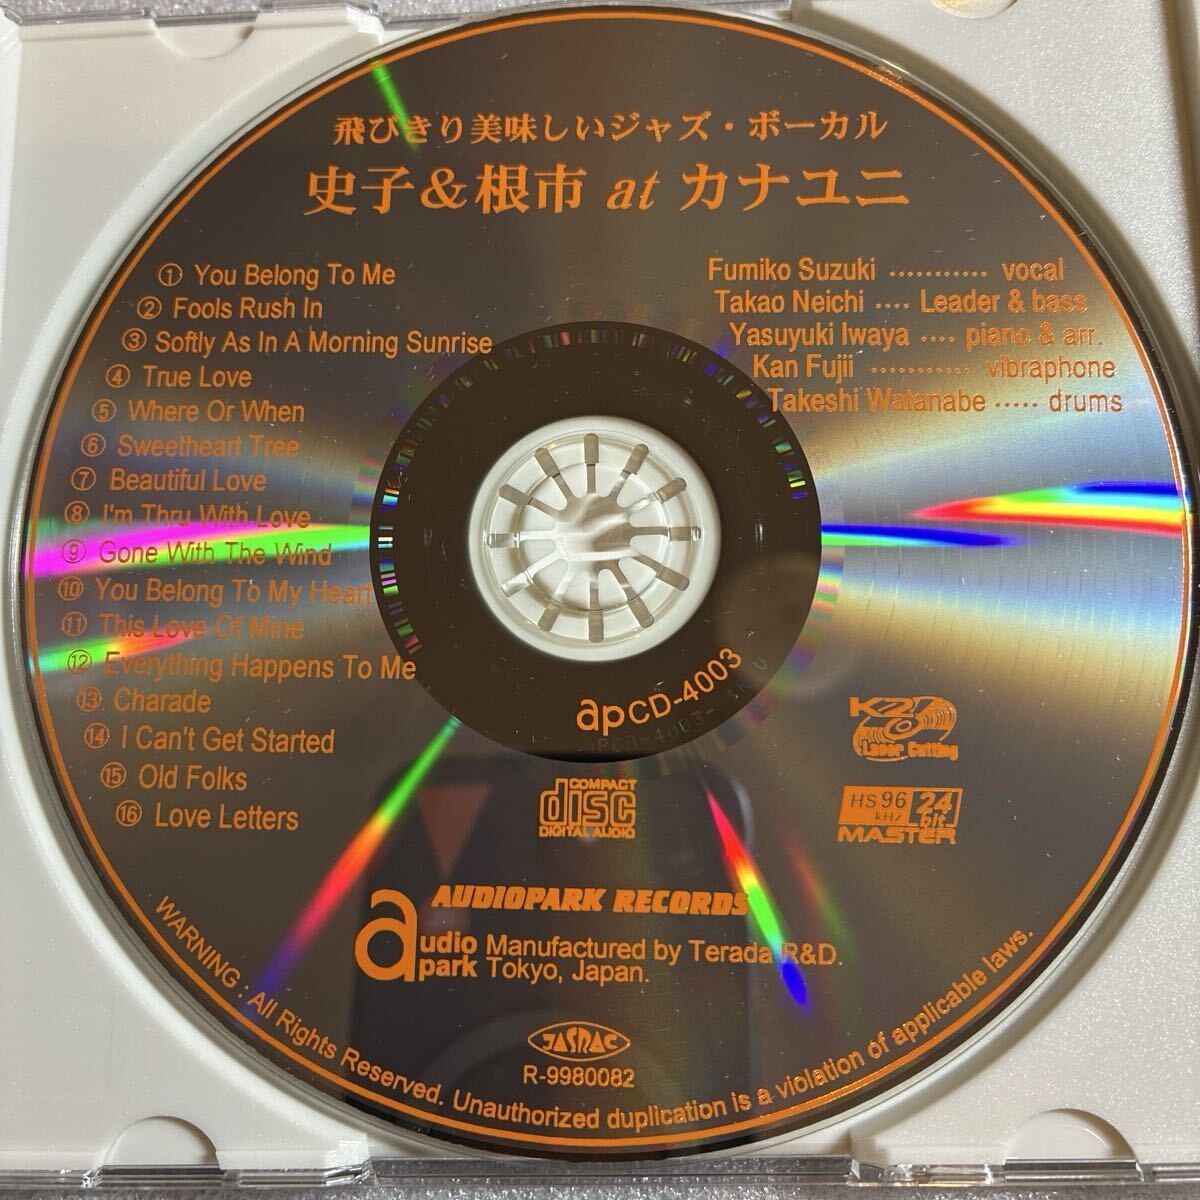 飛びきり美味しいジャズ・ボーカル
史子&根市 at カナユニ
① You Belong To Me
② Fools Rush In
③ Softly As In A Morning Sunrise
④ True Love
⑤ Where Or When
⑥ Sweetheart Tree
⑦ Beautiful Love
⑧ I'm Thru With Love
⑨ Gone With The Wind
⑩ You Belong To My Heart
⑪ This Love Of Mine
⑫ Everything Happens To Me
⑬ Charade
⑭ I Can't Get Started
⑮ Old Folks
⑯ Love Letters
Fumiko Suzuki ........... vocal
Takao Neichi .... Leader & bass
Yasuyuki Iwaya .... piano & arr.
Kan Fujii ........... vibraphone
Takeshi Watanabe ..... drums
apCD-4003
K2
Laser Cutting
HS 96 kHz 24 bit
MASTER
COMPACT
disc
DIGITAL AUDIO
AUDIOPARK RECORDS
audio park
Manufactured by Terada R&D.
Tokyo, Japan.
JASRAC
R-9980082
WARNING : All Rights Reserved. Unauthorized duplication is a violation of applicable laws.